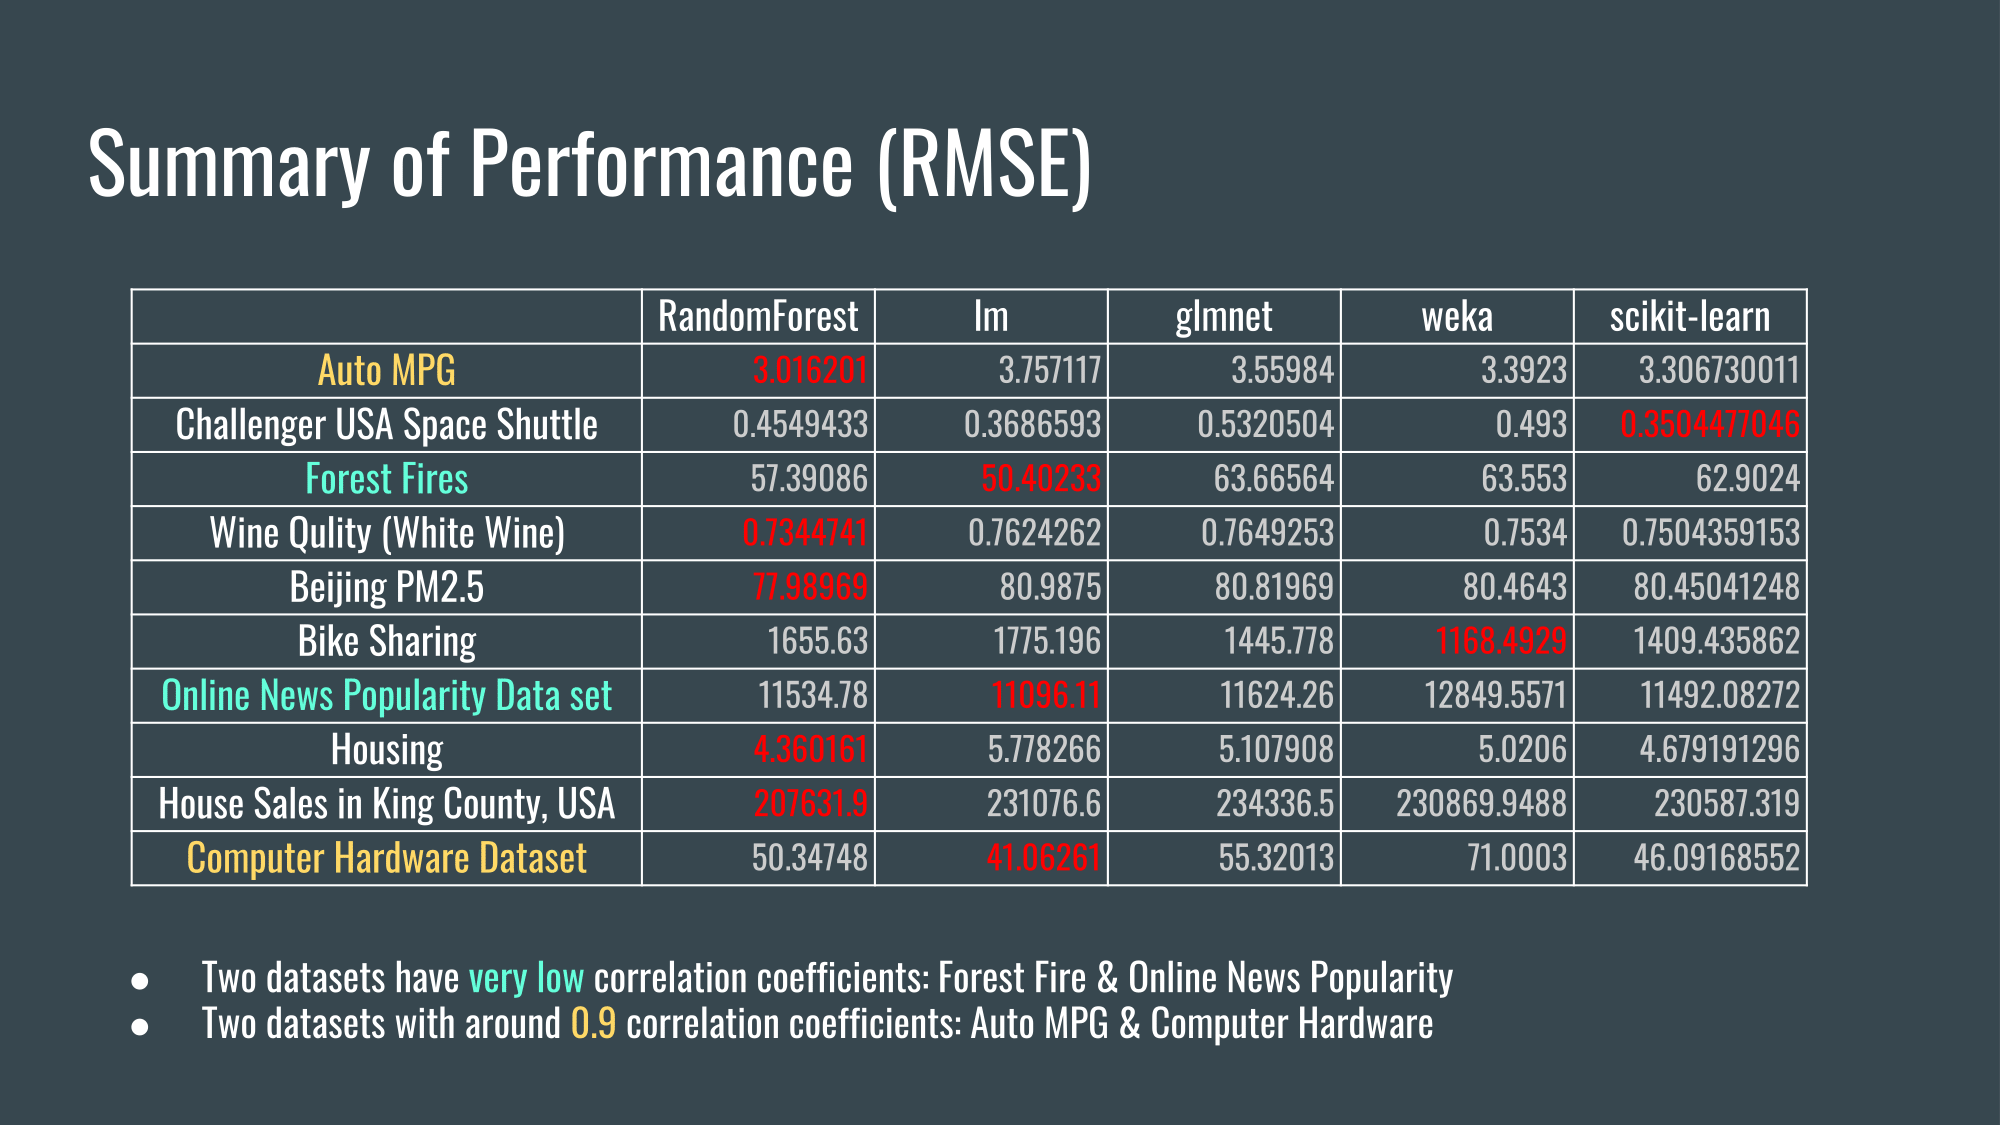 Summary of Performance (RMSE)
RandomForest lm glmnet weka scikit-learn
Auto MPG 3.016201 3.757117 3.55984 3.3923 3.306730011
Challenger USA Space Shuttle 0.4549433 0.3686593 0.5320504 0.493 0.3504477046
Forest Fires 57.39086 50.40233 63.66564 63.553 62.9024
Wine Qulity (White Wine) 0.7344741 0.7624262 0.7649253 0.7534 0.7504359153
Beijing PM2.5 77.98969 80.9875 80.81969 80.4643 80.45041248
Bike Sharing 1655.63 1775.196 1445.778 1168.4929 1409.435862
Online News Popularity Data set 11534.78 11096.11 11624.26 12849.5571 11492.08272
Housing 4.360161 5.778266 5.107908 5.0206 4.679191296
House Sales in King County, USA 207631.9 231076.6 234336.5 230869.9488 230587.319
Computer Hardware Dataset 50.34748 41.06261 55.32013 71.0003 46.09168552
● Two datasets have very low correlation coefficients: Forest Fire & Online News Popularity
● Two datasets with around 0.9 correlation coefficients: Auto MPG & Computer Hardware